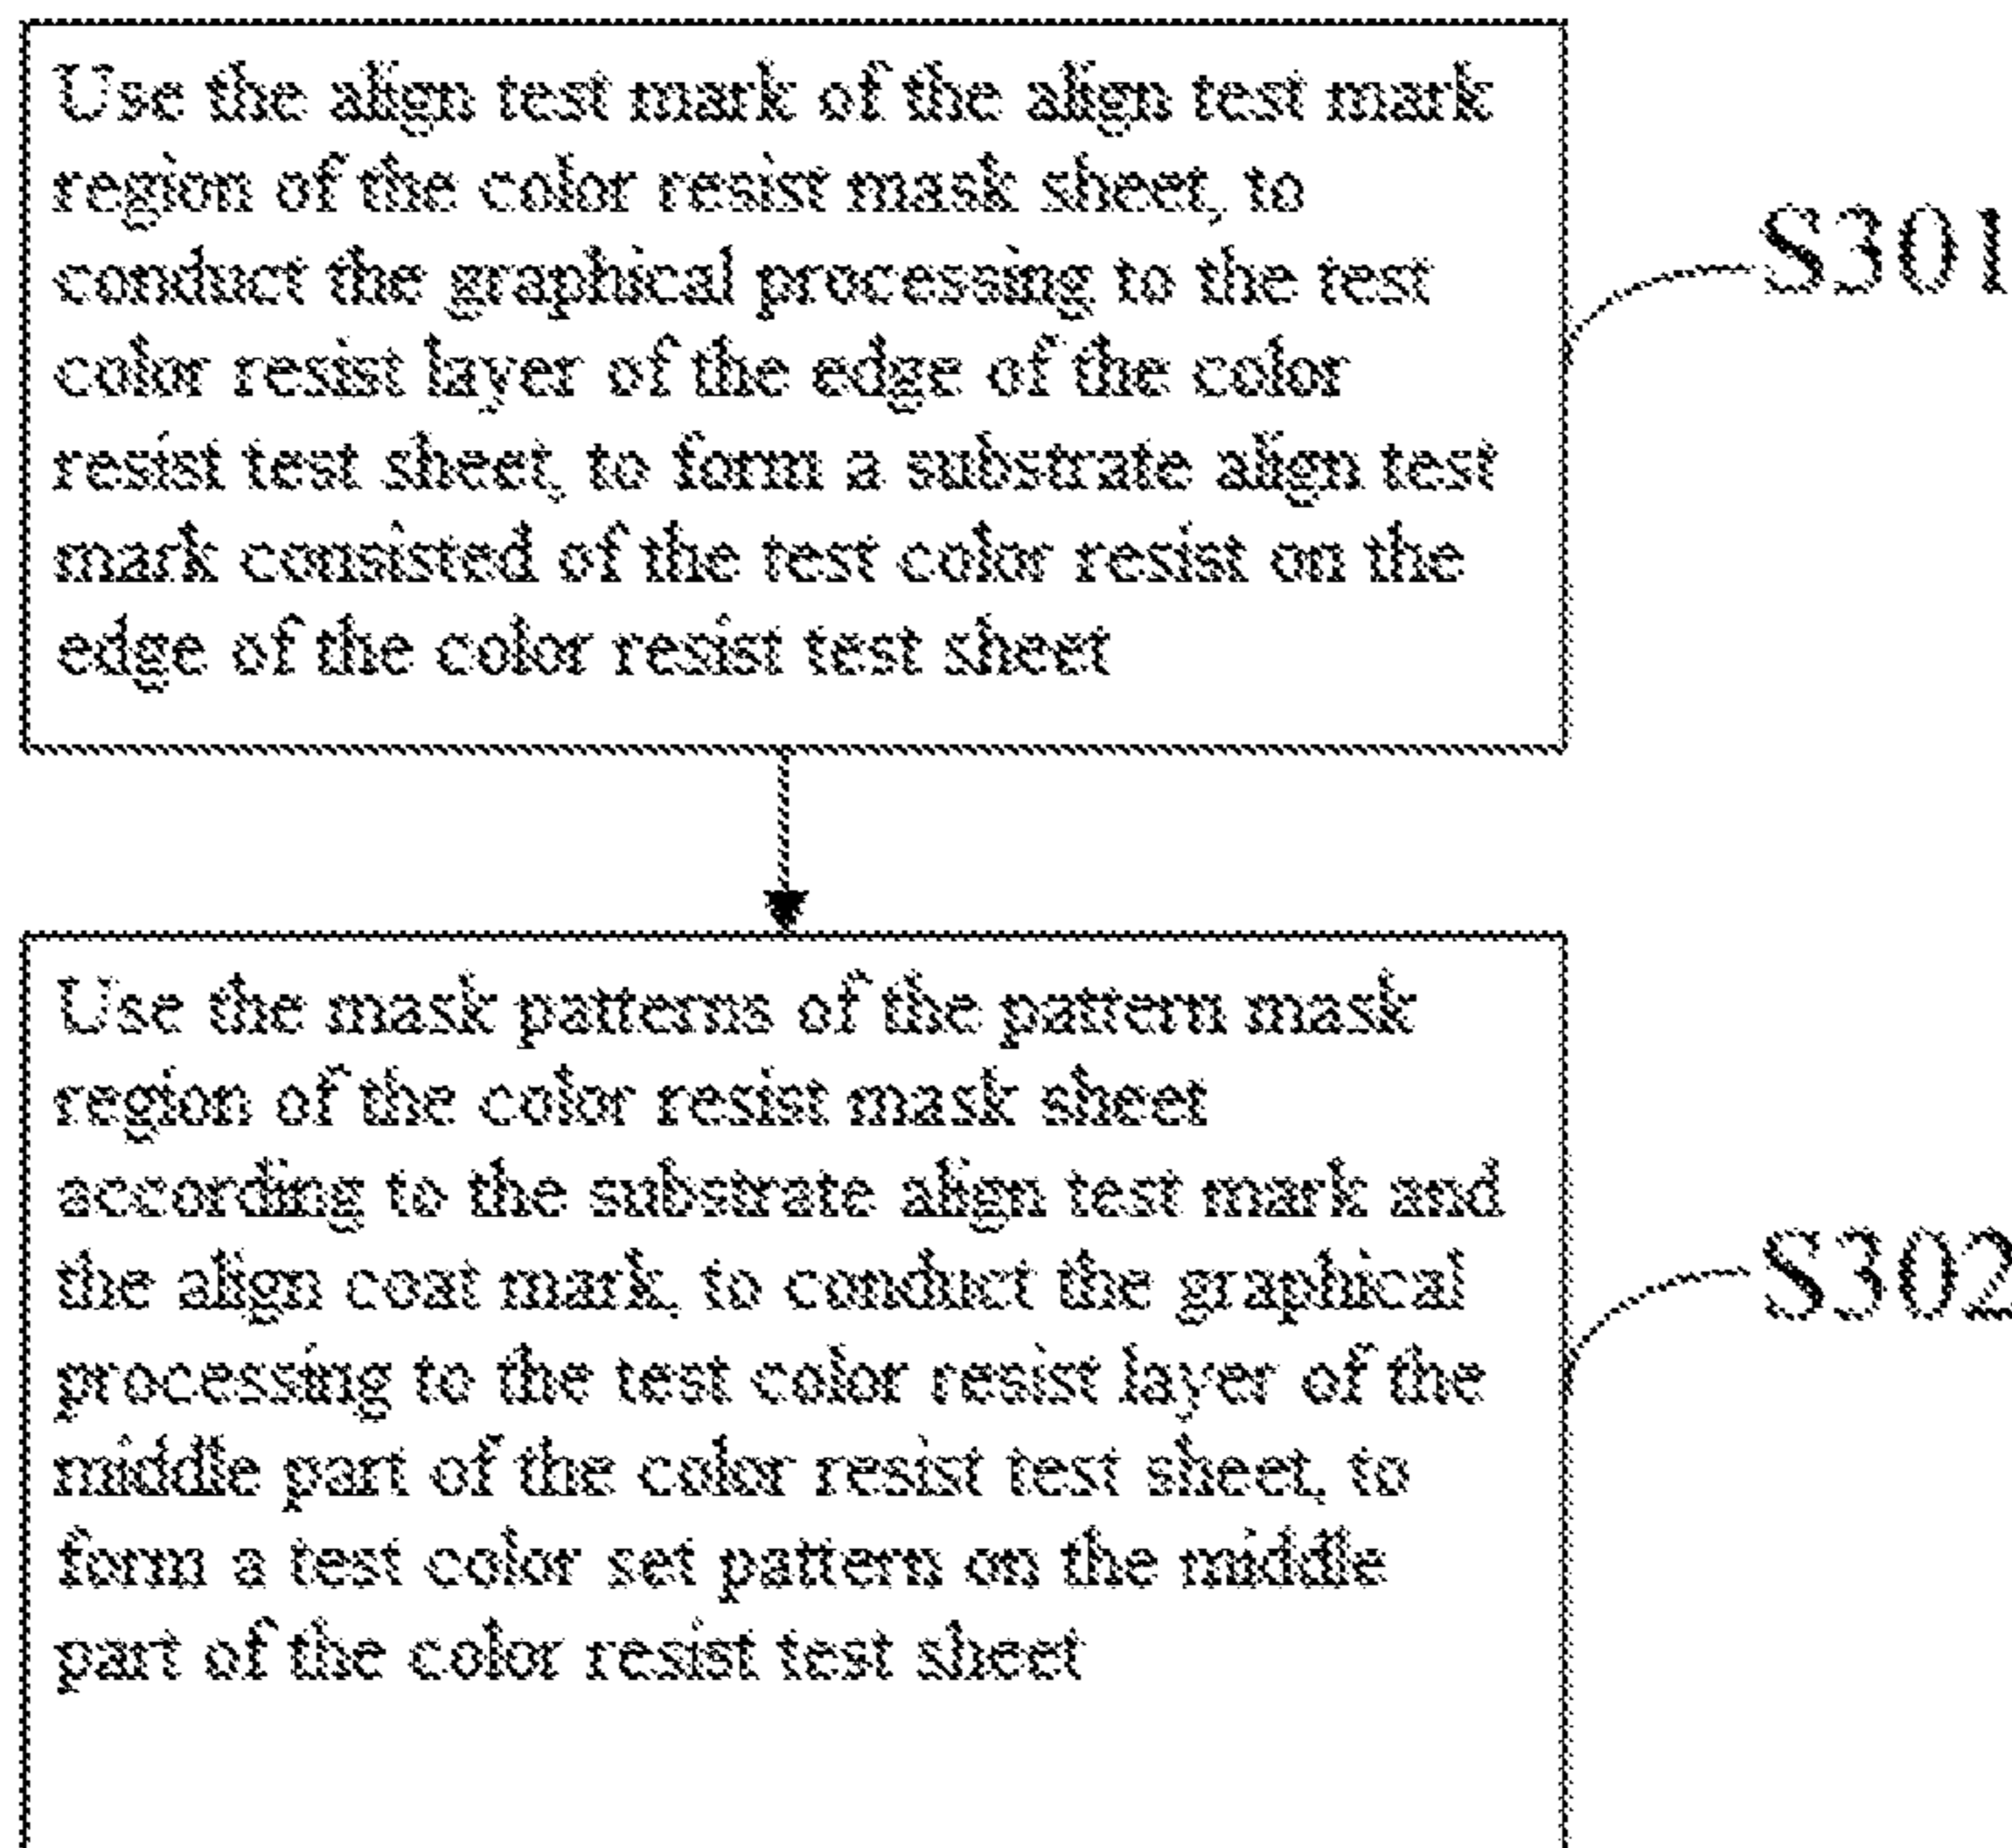 Use the align test mark of the align test mark
region of the color resist mask sheet, to
conduct the graphical processing to the test
color resist layer of the edge of the color
resist test sheet, to form a substrate align test
mark consisted of the test color resist on the
edge of the color resist test sheet
S301
Use the mask patterns of the pattern mask
region of the color resist mask sheet
according to the substrate align test mark and
the align coat mark, to conduct the graphical
processing to the test color resist layer of the
middle part of the color resist test sheet, to
form a test color set pattern on the middle
part of the color resist test sheet
S302